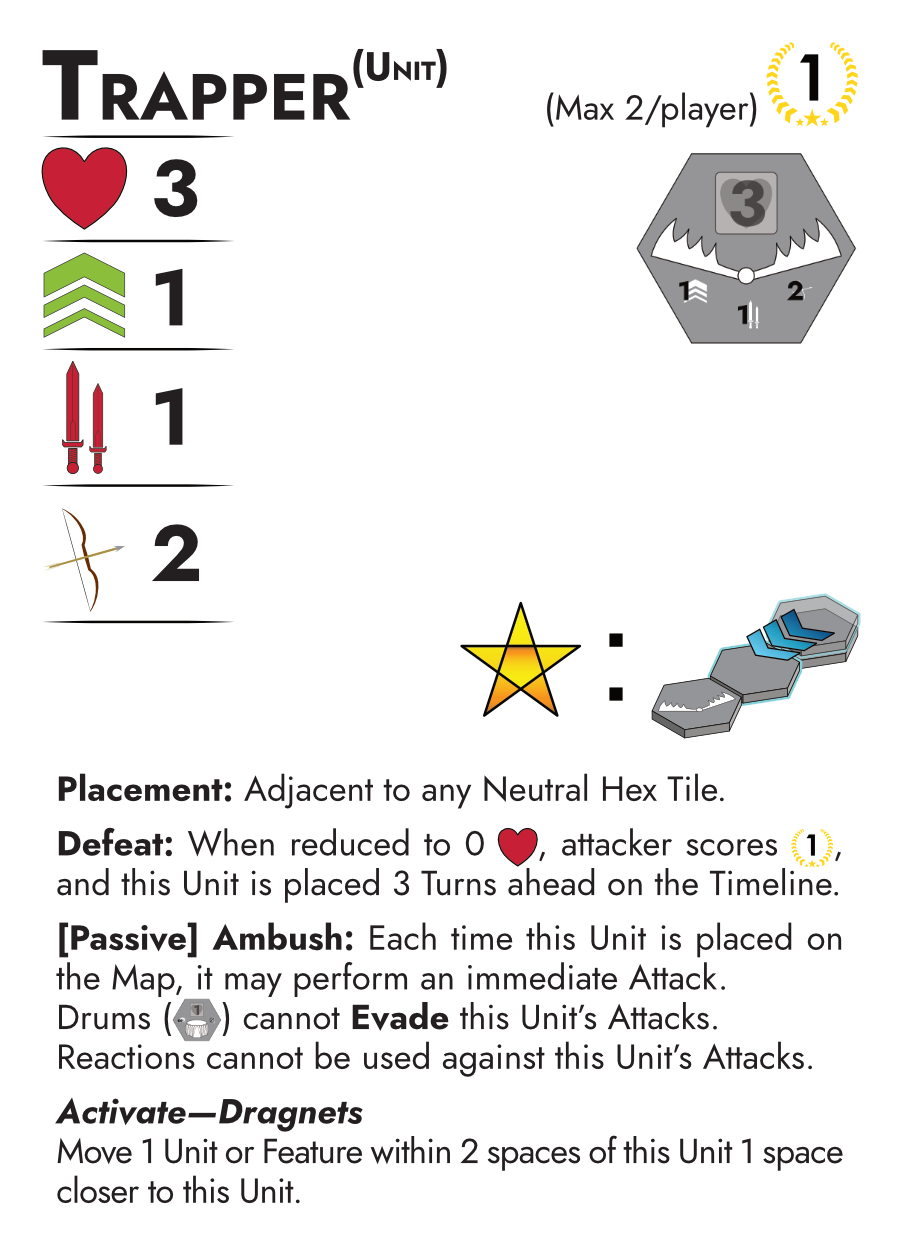 TRAPPER(UNIT)
(Max 2/player) 1
3
3
1
1 2
1
1
2
:
Placement: Adjacent to any Neutral Hex Tile.
Defeat: When reduced to 0 , attacker scores 1,
and this Unit is placed 3 Turns ahead on the Timeline.
[Passive] Ambush: Each time this Unit is placed on
the Map, it may perform an immediate Attack.
Drums (1) cannot Evade this Unit's Attacks.
Reactions cannot be used against this Unit's Attacks.
Activate—Dragnets
Move 1 Unit or Feature within 2 spaces of this Unit 1 space
closer to this Unit.